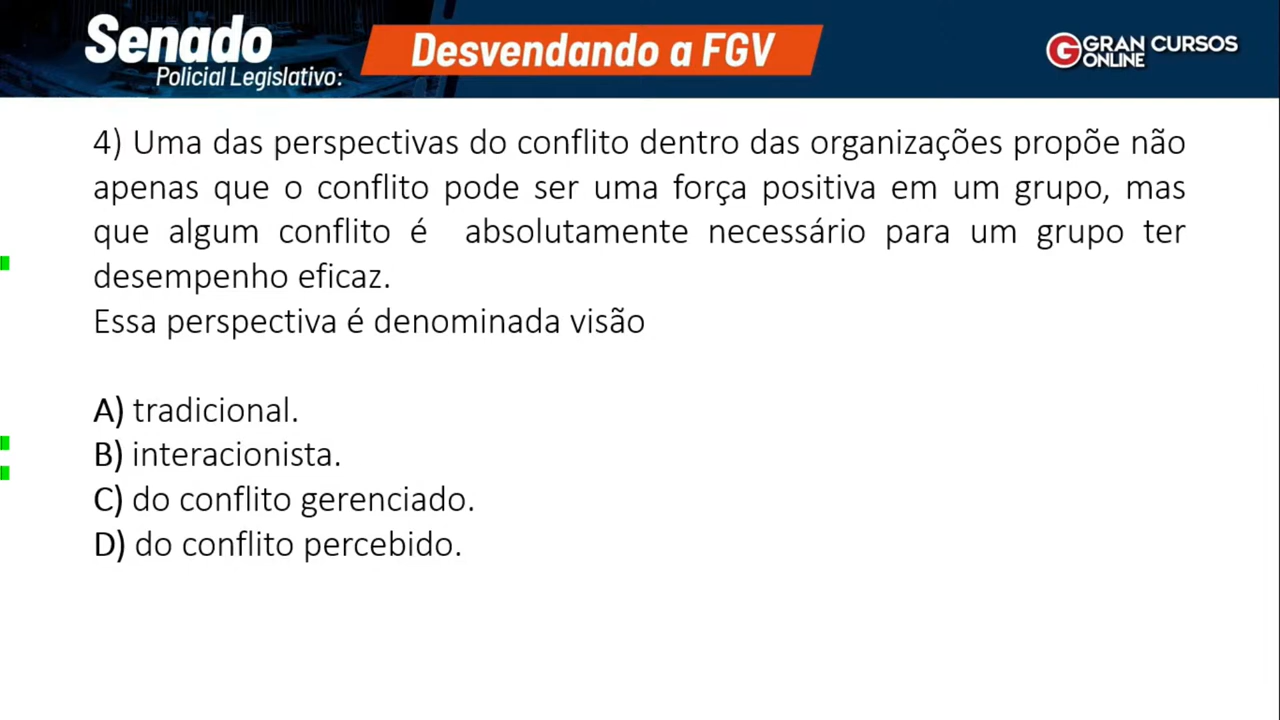 Senado
Policial Legislativo:
Desvendando a FGV
GRAN CURSOS
ONLINE
4) Uma das perspectivas do conflito dentro das organizações propõe não
apenas que o conflito pode ser uma força positiva em um grupo, mas
que algum conflito é absolutamente necessário para um grupo ter
desempenho eficaz.
Essa perspectiva é denominada visão
A) tradicional.
B) interacionista.
C) do conflito gerenciado.
D) do conflito percebido.